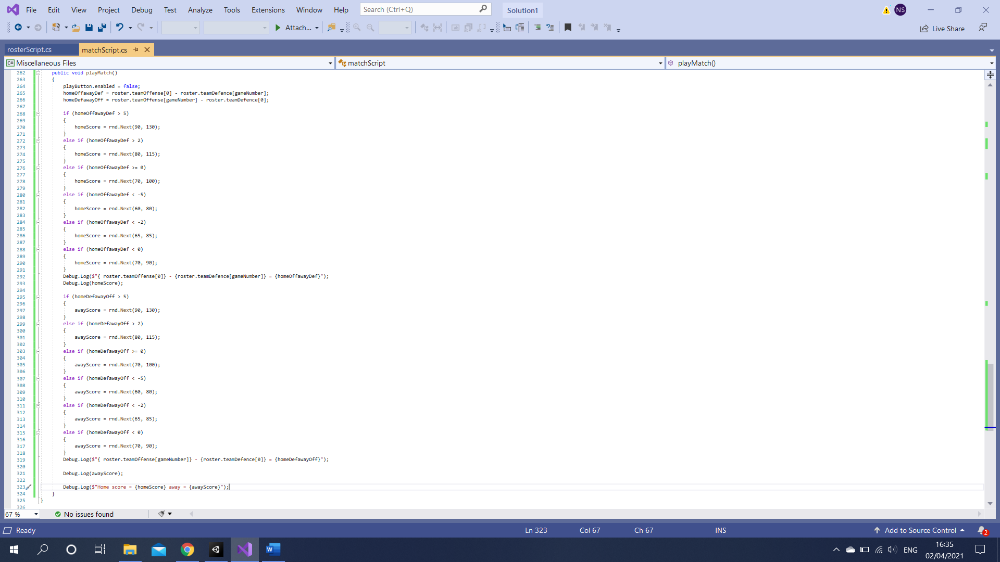 File Edit View Project Debug Test Analyze Tools Extensions Window Help Search (Ctrl+Q) Solution1 NS
Attach... Live Share
rosterScript.cs matchScript.cs
C# Miscellaneous Files matchScript playMatch()
262 public void playMatch()
263 {
264 playButton.enabled = false;
265 homeOffawayDef = roster.teamOffense[0] - roster.teamDefence[gameNumber];
266 homeDefawayOff = roster.teamOffense[gameNumber] - roster.teamDefence[0];
267
268 if (homeOffawayDef > 5)
269 {
270 homeScore = rnd.Next(90, 130);
271 }
272 else if (homeOffawayDef > 2)
273 {
274 homeScore = rnd.Next(80, 115);
275 }
276 else if (homeOffawayDef >= 0)
277 {
278 homeScore = rnd.Next(70, 100);
279 }
280 else if (homeOffawayDef < -5)
281 {
282 homeScore = rnd.Next(60, 80);
283 }
284 else if (homeOffawayDef < -2)
285 {
286 homeScore = rnd.Next(65, 85);
287 }
288 else if (homeOffawayDef < 0)
289 {
290 homeScore = rnd.Next(70, 90);
291 }
292 Debug.Log($"{ roster.teamOffense[0]} - {roster.teamDefence[gameNumber]} = {homeOffawayDef}");
293 Debug.Log(homeScore);
294
295 if (homeDefawayOff > 5)
296 {
297 awayScore = rnd.Next(90, 130);
298 }
299 else if (homeDefawayOff > 2)
300 {
301 awayScore = rnd.Next(80, 115);
302 }
303 else if (homeDefawayOff >= 0)
304 {
305 awayScore = rnd.Next(70, 100);
306 }
307 else if (homeDefawayOff < -5)
308 {
309 awayScore = rnd.Next(60, 80);
310 }
311 else if (homeDefawayOff < -2)
312 {
313 awayScore = rnd.Next(65, 85);
314 }
315 else if (homeDefawayOff < 0)
316 {
317 awayScore = rnd.Next(70, 90);
318 }
319 Debug.Log($"{ roster.teamOffense[gameNumber]} - {roster.teamDefence[0]} = {homeDefawayOff}");
320
321 Debug.Log(awayScore);
322
323 Debug.Log($"Home score = {homeScore} away = {awayScore}");
324 }
325 }
326
67 % No issues found
Ready Ln 323 Col 67 Ch 67 INS Add to Source Control 2
ENG 16:35
02/04/2021